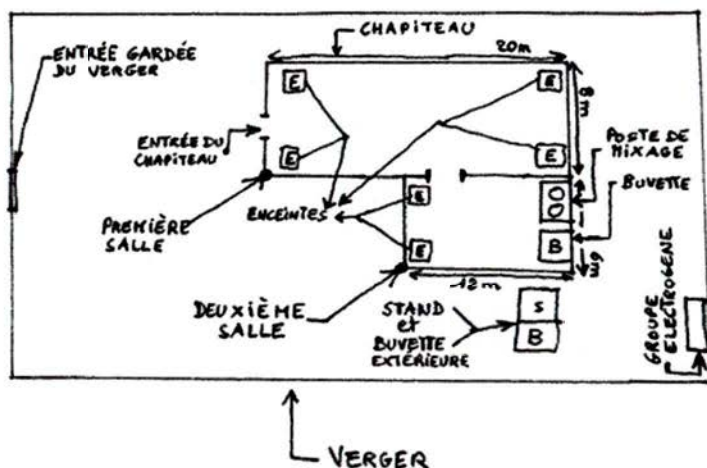 CHAPITEAU
20m
ENTRÉE GARDÉE
DU VERGER
E
E
8m
ENTRÉE DU
CHAPITEAU
E
E
POSTE DE
MIXAGE
BUVETTE
PREMIÈRE
SALLE
ENCEINTES
E
E
B
6m
12m
DEUXIÈME
SALLE
STAND
et
BUVETTE
EXTÉRIEURE
S
B
GROUPE
ELECTROGENE
VERGER